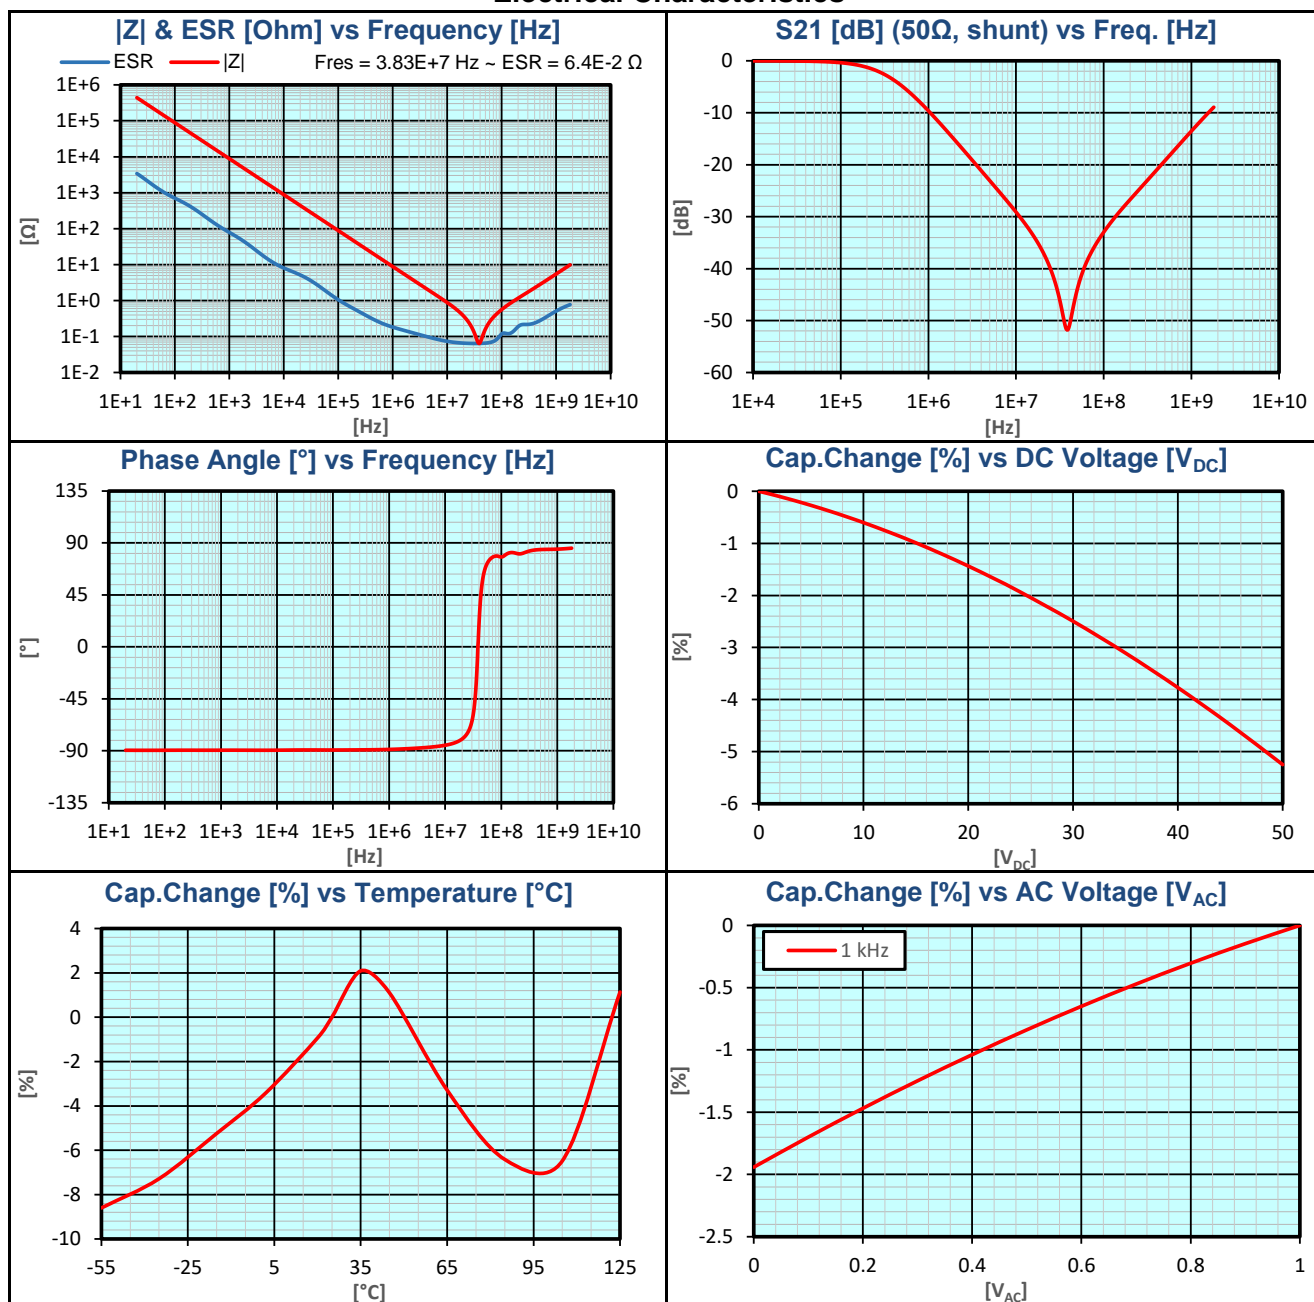 |Z| & ESR [Ohm] vs Frequency [Hz]
ESR |Z| Fres = 3.83E+7 Hz ~ ESR = 6.4E-2 Ω
1E+6
1E+5
1E+4
1E+3
1E+2
1E+1
1E+0
1E-1
1E-2
[Ω]
1E+1 1E+2 1E+3 1E+4 1E+5 1E+6 1E+7 1E+8 1E+9 1E+10
[Hz]
S21 [dB] (50Ω, shunt) vs Freq. [Hz]
0
-10
-20
-30
-40
-50
-60
[dB]
1E+4 1E+5 1E+6 1E+7 1E+8 1E+9 1E+10
[Hz]
Phase Angle [°] vs Frequency [Hz]
135
90
45
0
-45
-90
-135
[°]
1E+1 1E+2 1E+3 1E+4 1E+5 1E+6 1E+7 1E+8 1E+9 1E+10
[Hz]
Cap.Change [%] vs DC Voltage [VDC]
0
-1
-2
-3
-4
-5
-6
[%]
0 10 20 30 40 50
[VDC]
Cap.Change [%] vs Temperature [°C]
4
2
0
-2
-4
-6
-8
-10
[%]
-55 -25 5 35 65 95 125
[°C]
Cap.Change [%] vs AC Voltage [VAC]
1 kHz
0
-0.5
-1
-1.5
-2
-2.5
[%]
0 0.2 0.4 0.6 0.8 1
[VAC]